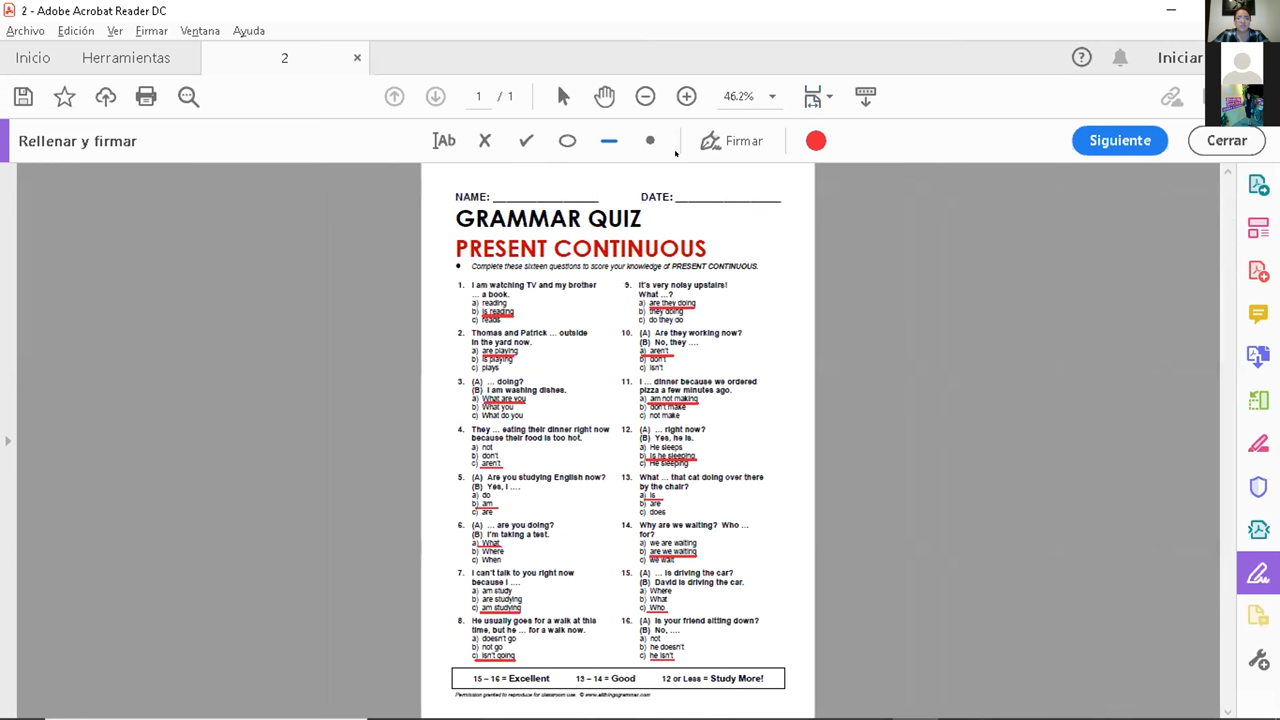 2 - Adobe Acrobat Reader DC
Archivo Edición Ver Firmar Ventana Ayuda
Inicio Herramientas 2 × Iniciar
1 / 1 46.2%
Rellenar y firmar Ab Firmar Siguiente Cerrar
NAME: __________________ DATE: __________________
GRAMMAR QUIZ
PRESENT CONTINUOUS
Complete these sixteen questions to score your knowledge of PRESENT CONTINUOUS.
1. I am watching TV and my brother
... a book.
a) reading
b) is reading
c) reads
2. Thomas and Patrick ... outside
in the yard now.
a) are playing
b) is playing
c) plays
3. (A) ... doing?
(B) I am washing dishes.
a) What are you
b) What you
c) What do you
4. They ... eating their dinner right now
because their food is too hot.
a) not
b) don't
c) aren't
5. (A) Are you studying English now?
(B) Yes, I ....
a) do
b) am
c) are
6. (A) ... are you doing?
(B) I'm taking a test.
a) What
b) Where
c) When
7. I can't talk to you right now
because I ....
a) am study
b) are studying
c) am studying
8. He usually goes for a walk at this
time, but he ... for a walk now.
a) doesn't go
b) not go
c) isn't going
9. It's very noisy upstairs!
What ...?
a) are they doing
b) they doing
c) do they do
10. (A) Are they working now?
(B) No, they ....
a) aren't
b) don't
c) isn't
11. I ... dinner because we ordered
pizza a few minutes ago.
a) am not making
b) don't make
c) not make
12. (A) ... right now?
(B) Yes, he is.
a) He sleeps
b) Is he sleeping
c) He sleeping
13. What ... that cat doing over there
by the chair?
a) is
b) are
c) does
14. Why are we waiting? Who ...
for?
a) we are waiting
b) are we waiting
c) we wait
15. (A) ... is driving the car?
(B) David is driving the car.
a) Where
b) What
c) Who
16. (A) Is your friend sitting down?
(B) No, ....
a) not
b) he doesn't
c) he isn't
15 – 16 = Excellent 13 – 14 = Good 12 or Less = Study More!
Permission granted to reproduce for classroom use. © www.allthingsgrammar.com